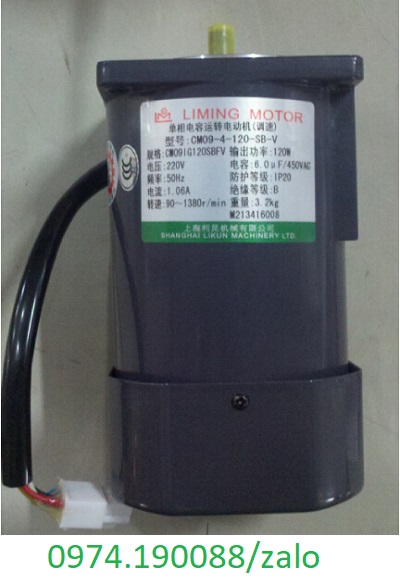 LIMING MOTOR
单相电容运转电动机(调速)
型号:CM09-4-120-SB-V
规格:CM09IG120SBFV 输出功率:120W
电压:220V 电容:6.0μF/450VAC
频率:50Hz 防护等级:IP20
电流:1.06A 绝缘等级:B
转速:90~1380r/min 重量:3.2kg
M213416008
上海利昆机械有限公司
SHANGHAI LIKUN MACHINERY LTD.
0974.190088/zalo